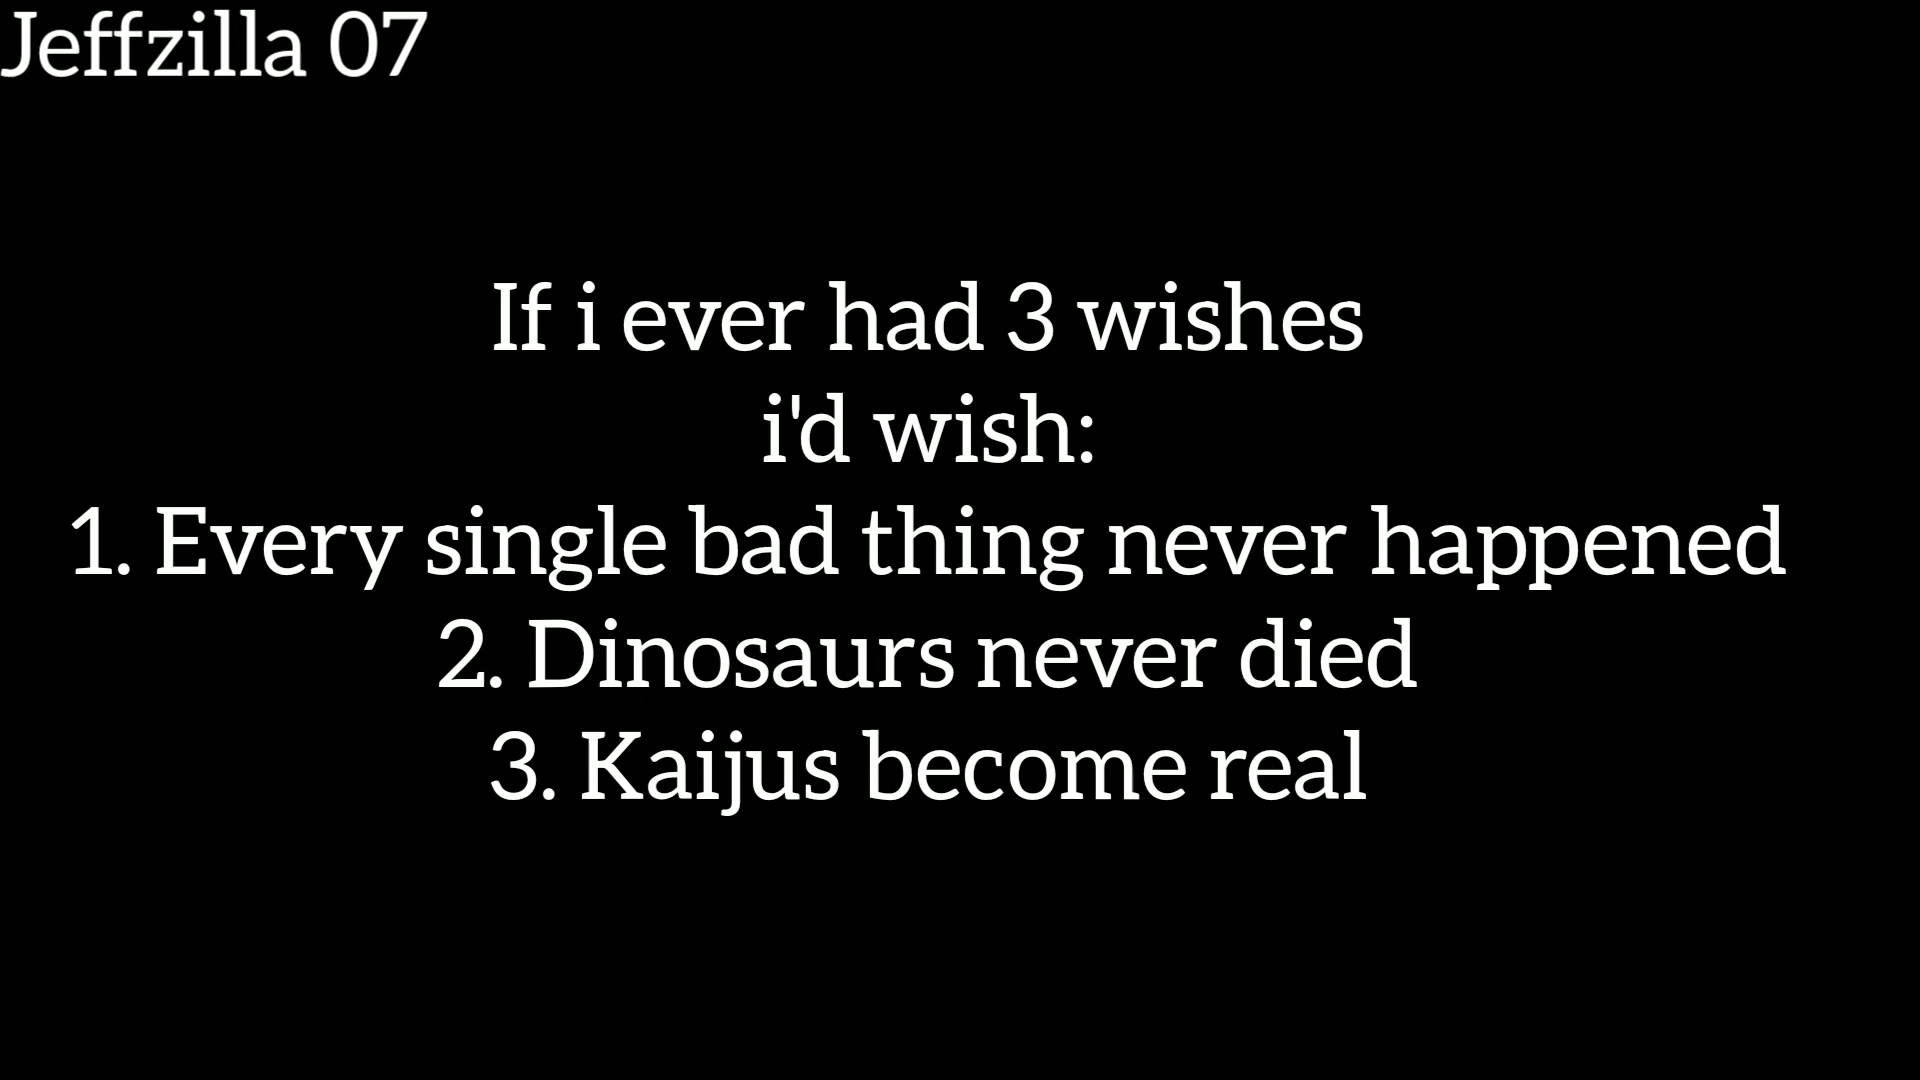 Jeffzilla 07
If i ever had 3 wishes
i'd wish:
1. Every single bad thing never happened
2. Dinosaurs never died
3. Kaijus become real